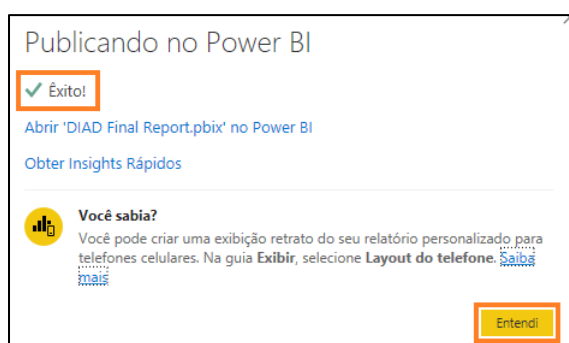 Publicando no Power BI
Êxito!
Abrir 'DIAD Final Report.pbix' no Power BI
Obter Insights Rápidos
Você sabia?
Você pode criar uma exibição retrato do seu relatório personalizado para
telefones celulares. Na guia Exibir, selecione Layout do telefone. Saiba
mais
Entendi